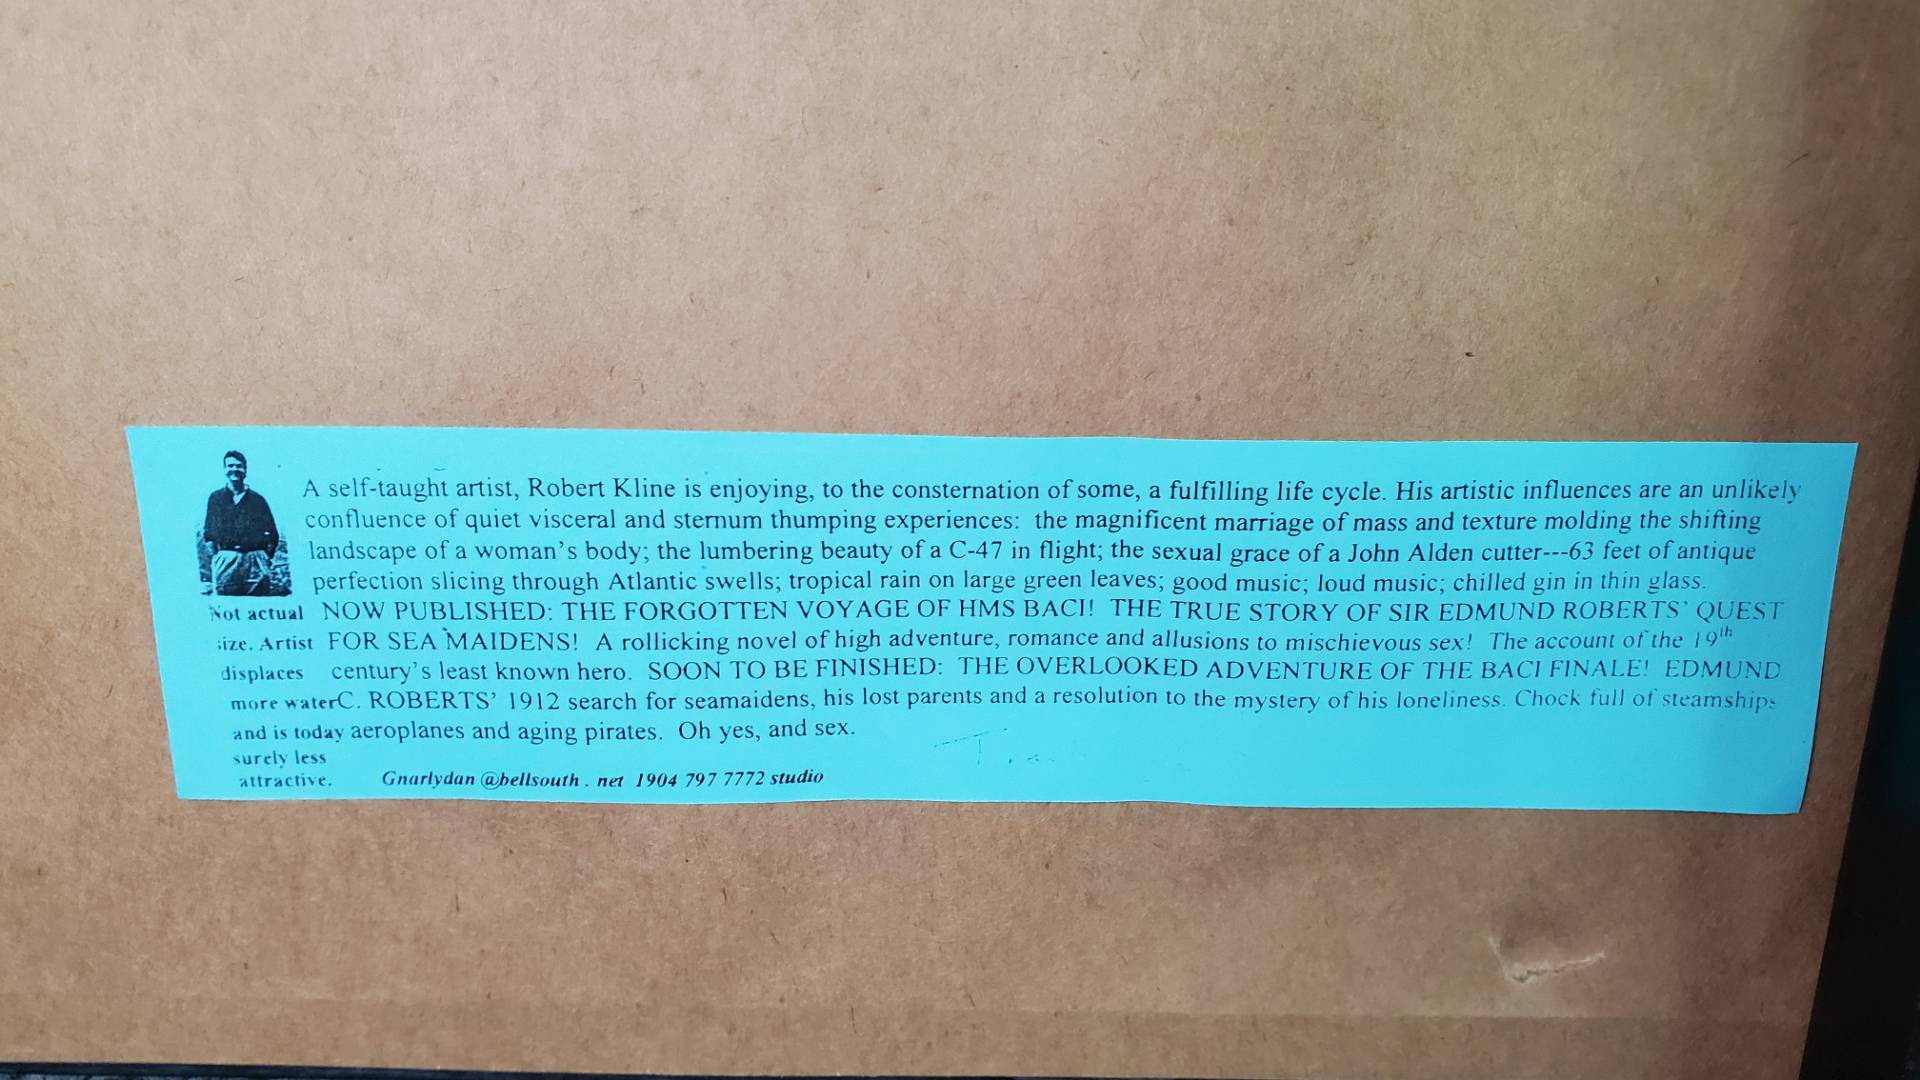 A self-taught artist, Robert Kline is enjoying, to the consternation of some, a fulfilling life cycle. His artistic influences are an unlikely
confluence of quiet visceral and sternum thumping experiences: the magnificent marriage of mass and texture molding the shifting
landscape of a woman's body; the lumbering beauty of a C-47 in flight; the sexual grace of a John Alden cutter---63 feet of antique
perfection slicing through Atlantic swells; tropical rain on large green leaves; good music; loud music; chilled gin in thin glass.
NOW PUBLISHED: THE FORGOTTEN VOYAGE OF HMS BACI! THE TRUE STORY OF SIR EDMUND ROBERTS' QUEST
FOR SEA MAIDENS! A rollicking novel of high adventure, romance and allusions to mischievous sex! The account of the 19th
century's least known hero. SOON TO BE FINISHED: THE OVERLOOKED ADVENTURE OF THE BACI FINALE! EDMUND
C. ROBERTS' 1912 search for seamaidens, his lost parents and a resolution to the mystery of his loneliness. Chock full of steamships
aeroplanes and aging pirates. Oh yes, and sex.
Not actual
size. Artist
displaces
more water
and is today
surely less
attractive.
Gnarlydan @bellsouth . net 1904 797 7772 studio